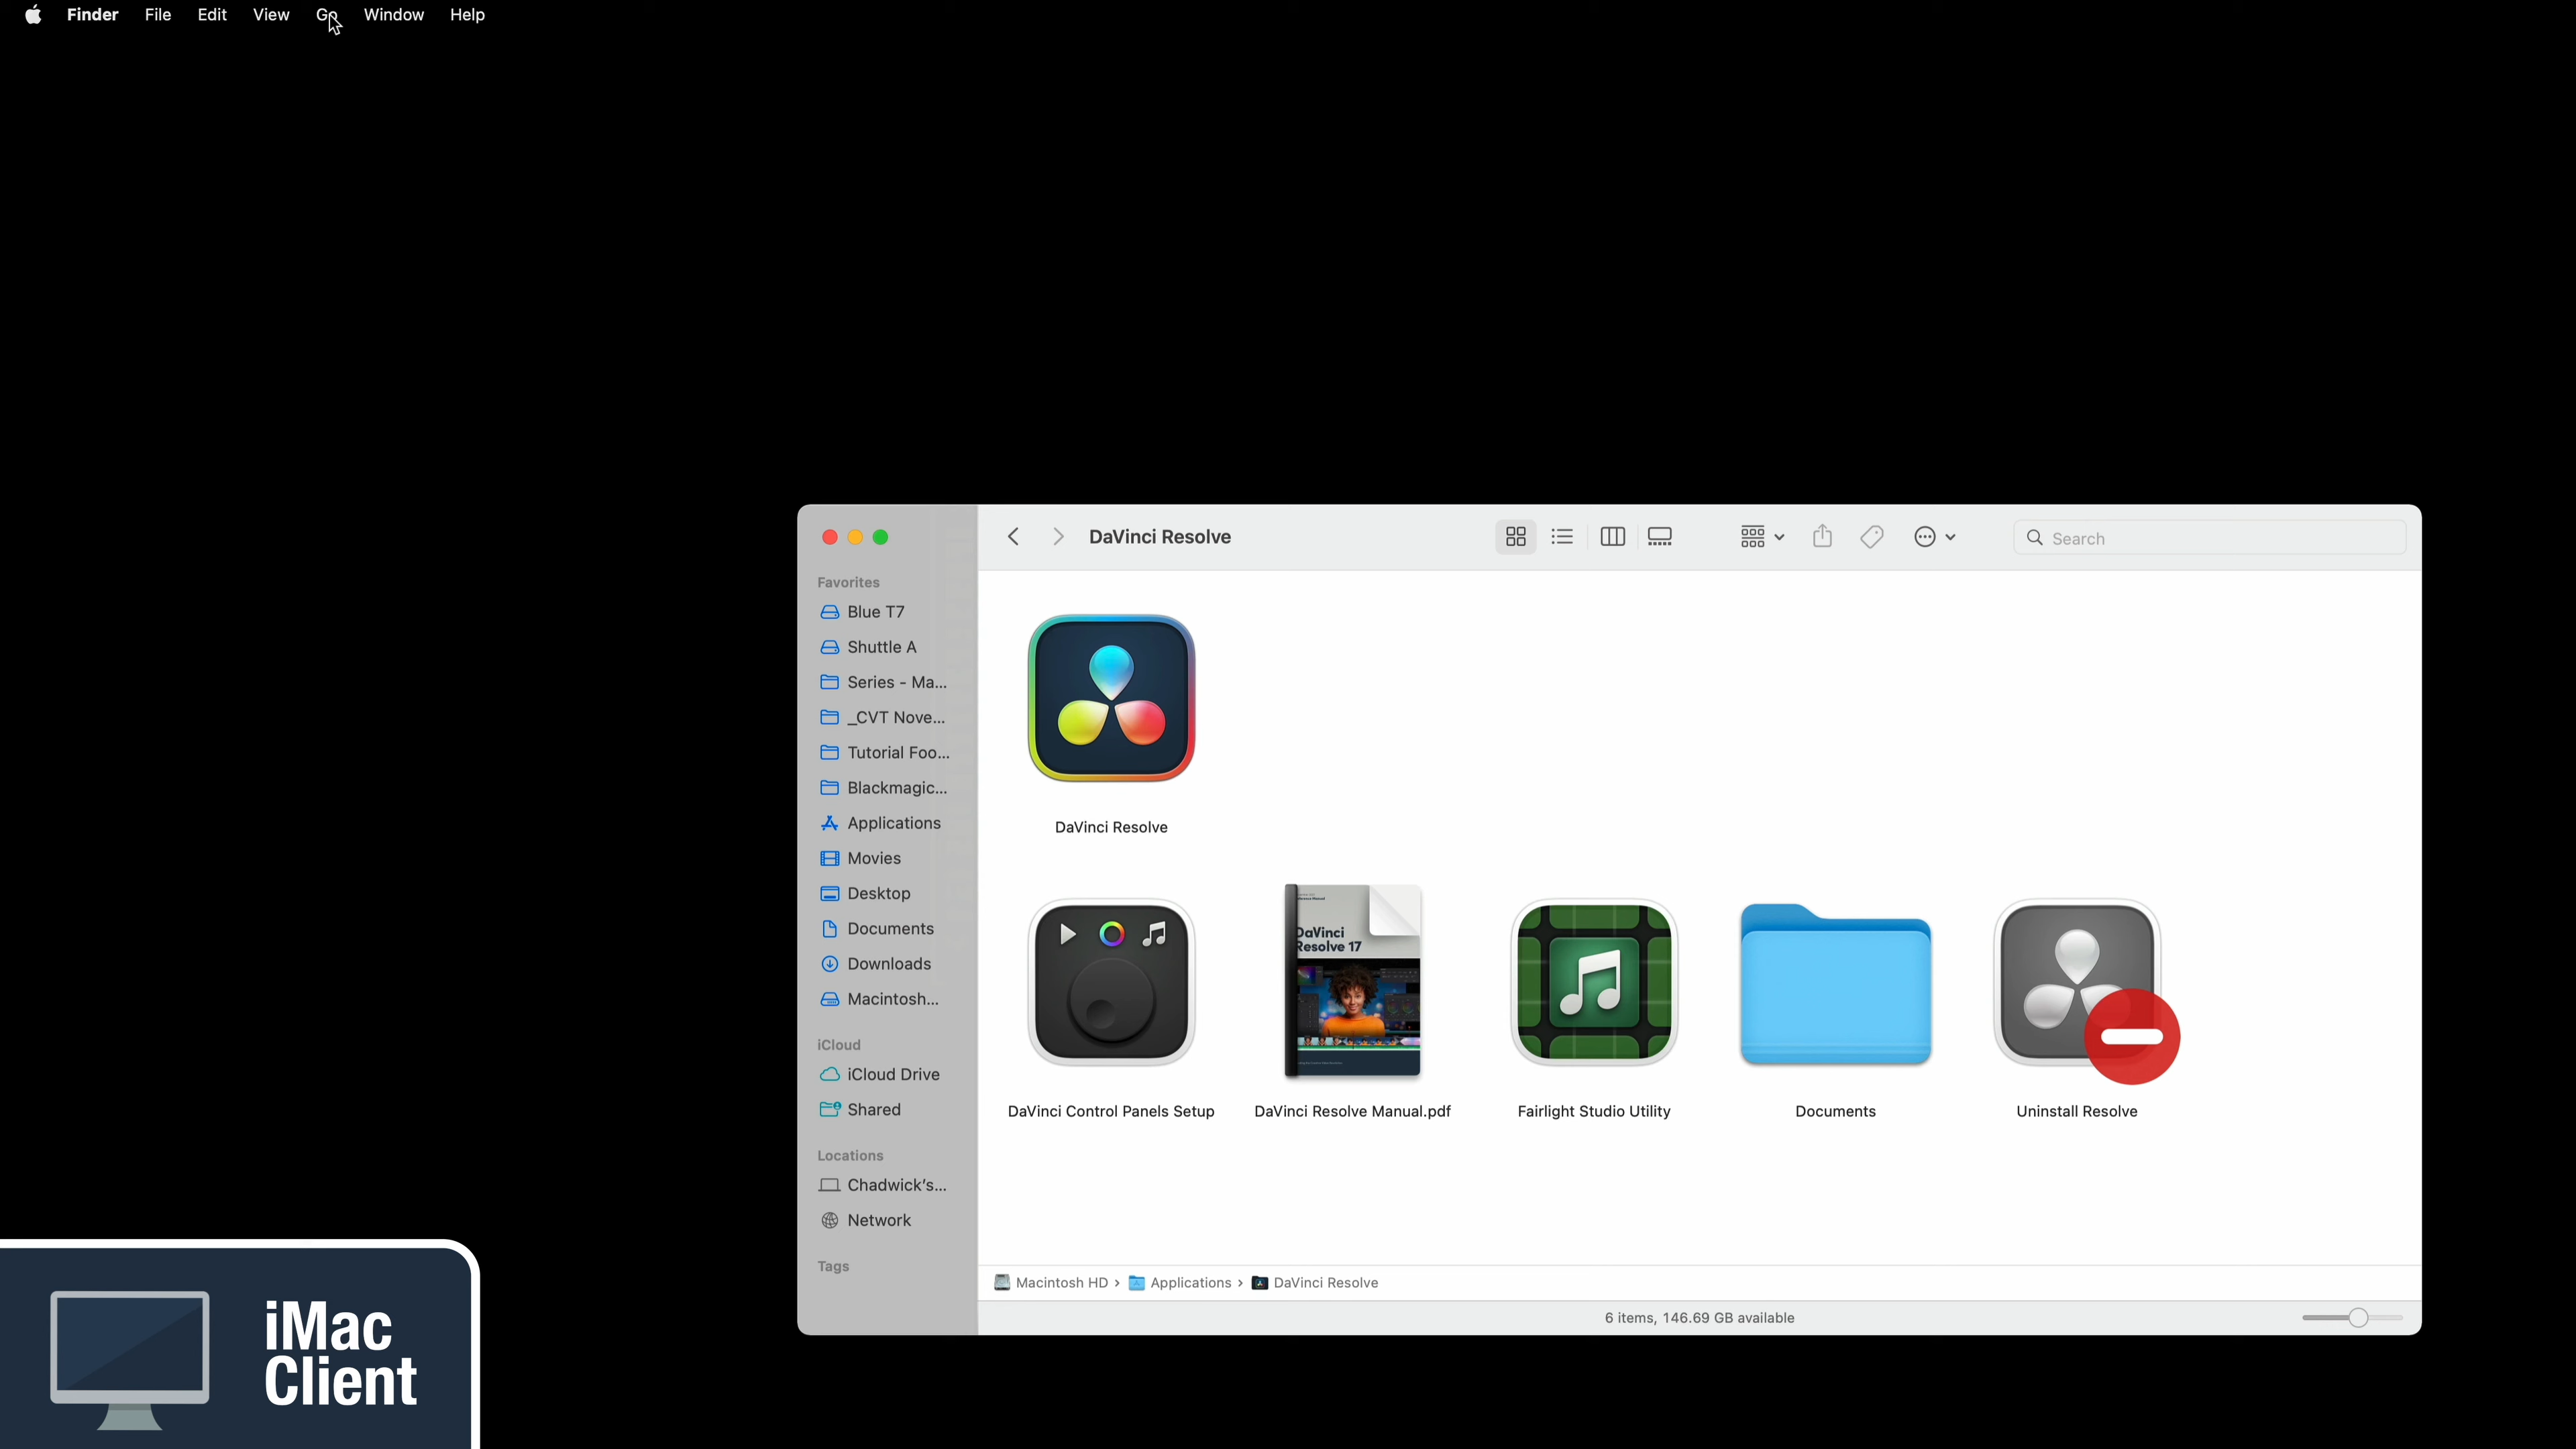 Finder File Edit View Go Window Help
DaVinci Resolve
Search
Favorites
Blue T7
Shuttle A
Series - Ma...
_CVT Nove...
Tutorial Foo...
Blackmagic...
Applications
Movies
Desktop
Documents
Downloads
Macintosh...
iCloud
iCloud Drive
Shared
Locations
Chadwick's...
Network
Tags
DaVinci Resolve
DaVinci
Resolve 17
DaVinci Control Panels Setup
DaVinci Resolve Manual.pdf
Fairlight Studio Utility
Documents
Uninstall Resolve
Macintosh HD › Applications › DaVinci Resolve
6 items, 146.69 GB available
iMac
Client